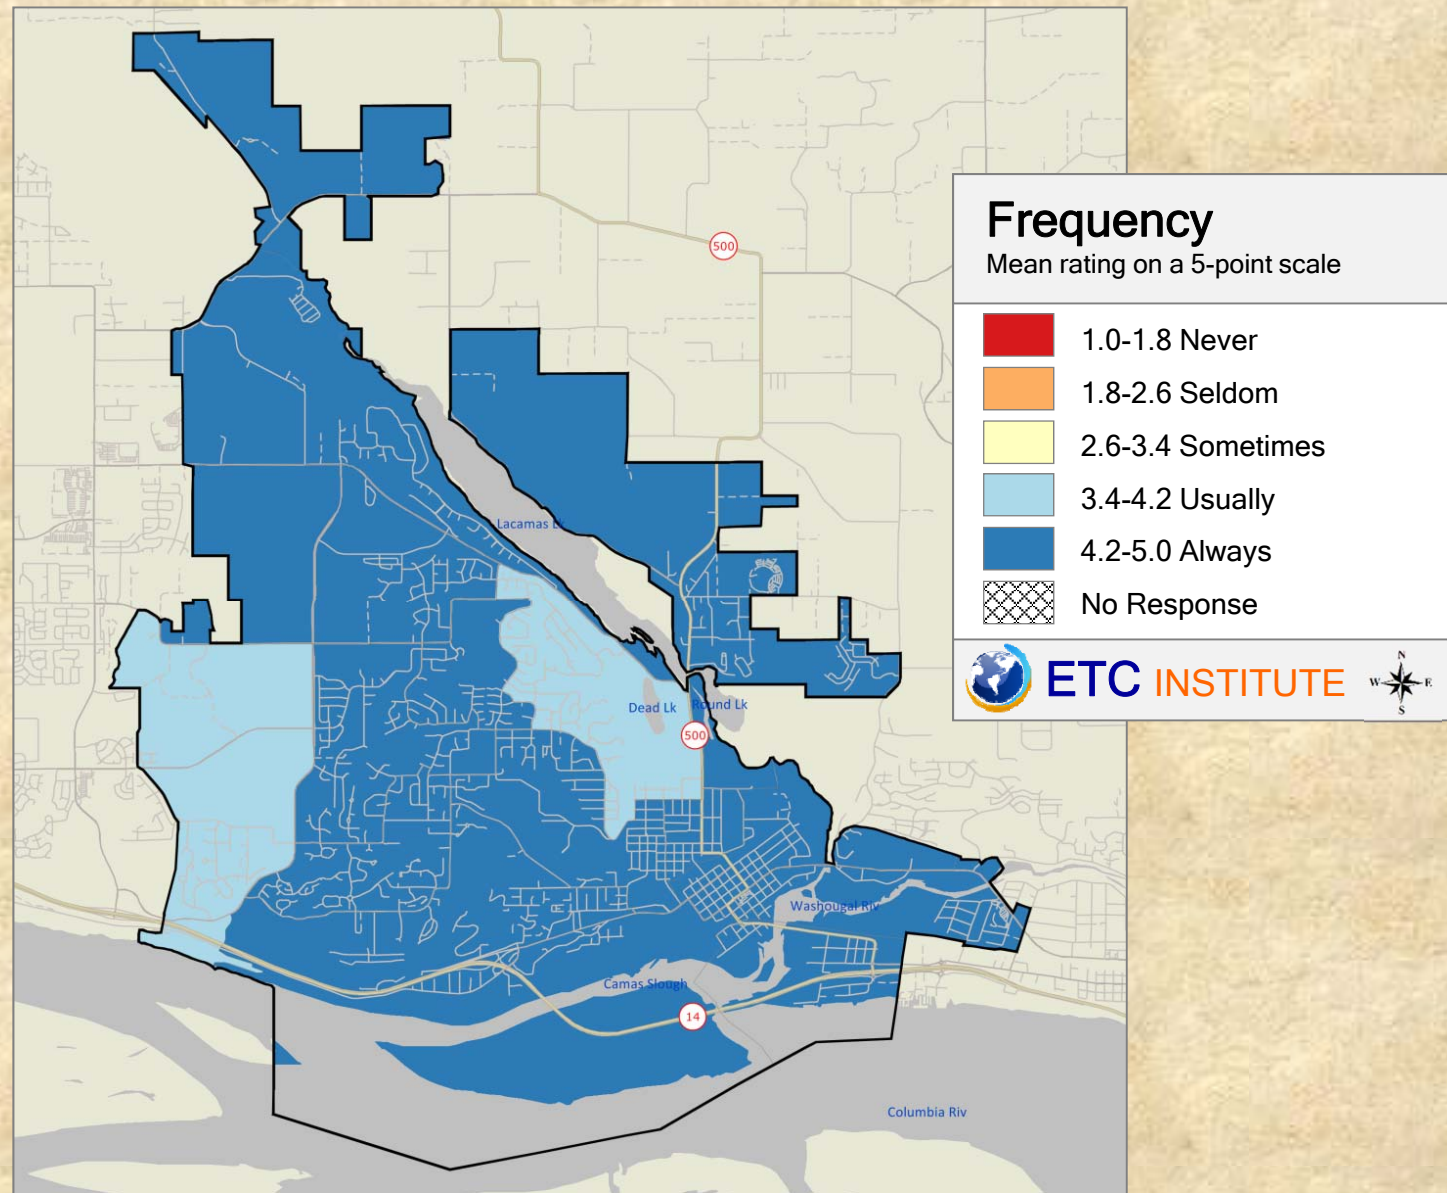 500
Frequency
Mean rating on a 5-point scale
1.0-1.8 Never
1.8-2.6 Seldom
2.6-3.4 Sometimes
3.4-4.2 Usually
4.2-5.0 Always
No Response
ETC INSTITUTE
N
W E
S
Lacamas Lk
Dead Lk
Round Lk
500
Washougal Riv
Camas Slough
14
Columbia Riv